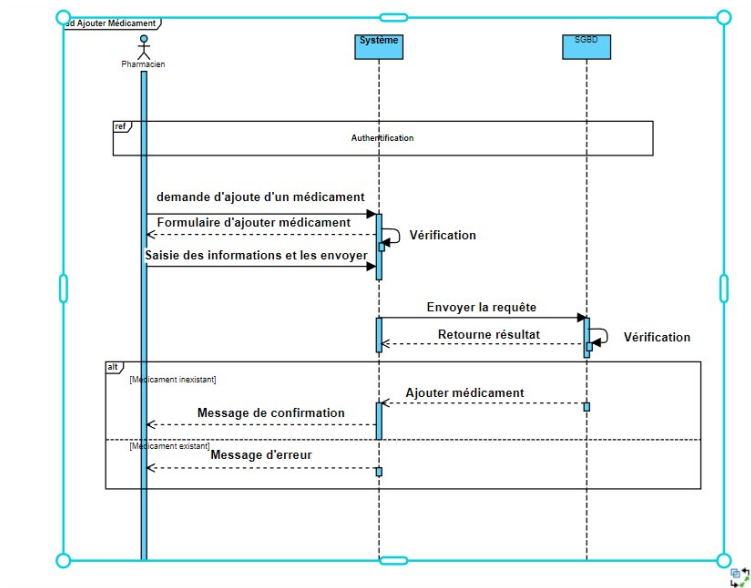 sd Ajouter Médicament
Pharmacien
Système
SGBD
ref
Authentification
demande d'ajoute d'un médicament
Formulaire d'ajouter médicament
Vérification
Saisie des informations et les envoyer
Envoyer la requête
Retourne résultat
Vérification
alt
[Médicament inexistant]
Ajouter médicament
Message de confirmation
[Médicament existant]
Message d'erreur